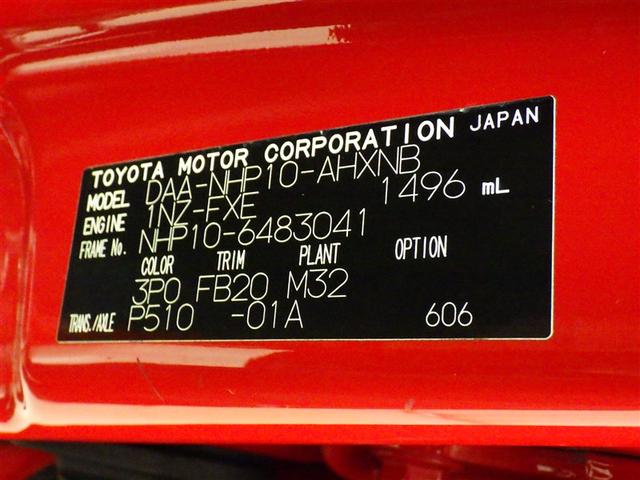 TOYOTA MOTOR CORPORATION JAPAN
MODEL DAA-NHP10-AHXNB
ENGINE 1NZ-FXE 1496 mL
FRAME No. NHP10-6483041
COLOR TRIM PLANT OPTION
3P0 FB20 M32
TRANS./AXLE P510 -01A 606